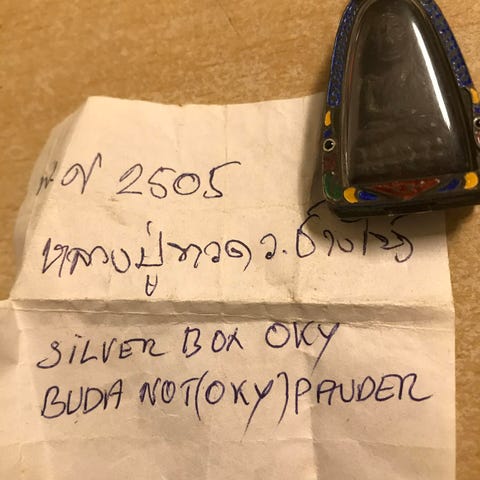 พ ศ 2505
หลวงปู่ทวด ว.ช้างให้
SILVER BOX OKY
BUDA NOT(OKY)PAUDER